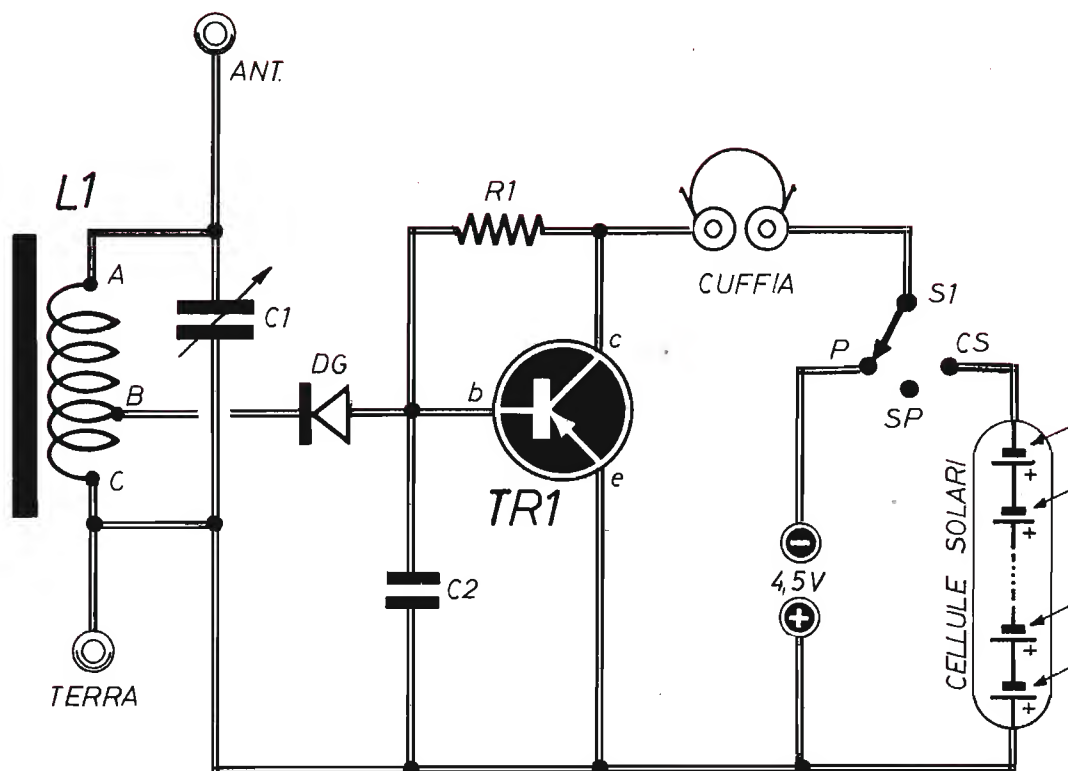 ANT.
L1
A
C1
B
C
TERRA
R1
DG
b
c
e
TR1
C2
CUFFIA
S1
P
CS
SP
4,5V
-
+
CELLULE SOLARI
+
+
+
+